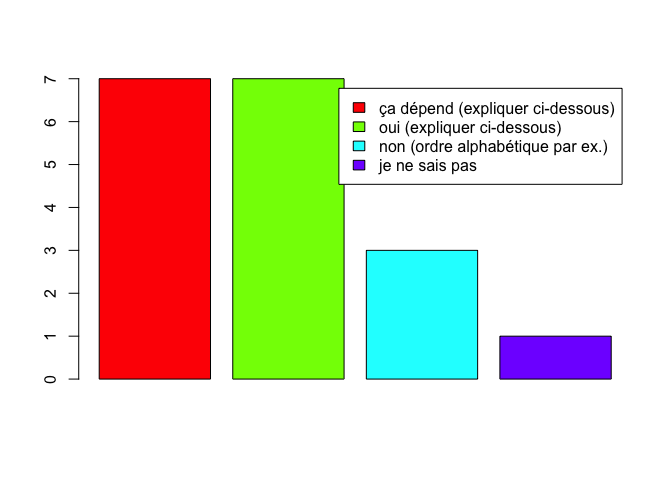 7
6
5
4
3
2
1
0
ça dépend (expliquer ci-dessous)
oui (expliquer ci-dessous)
non (ordre alphabétique par ex.)
je ne sais pas